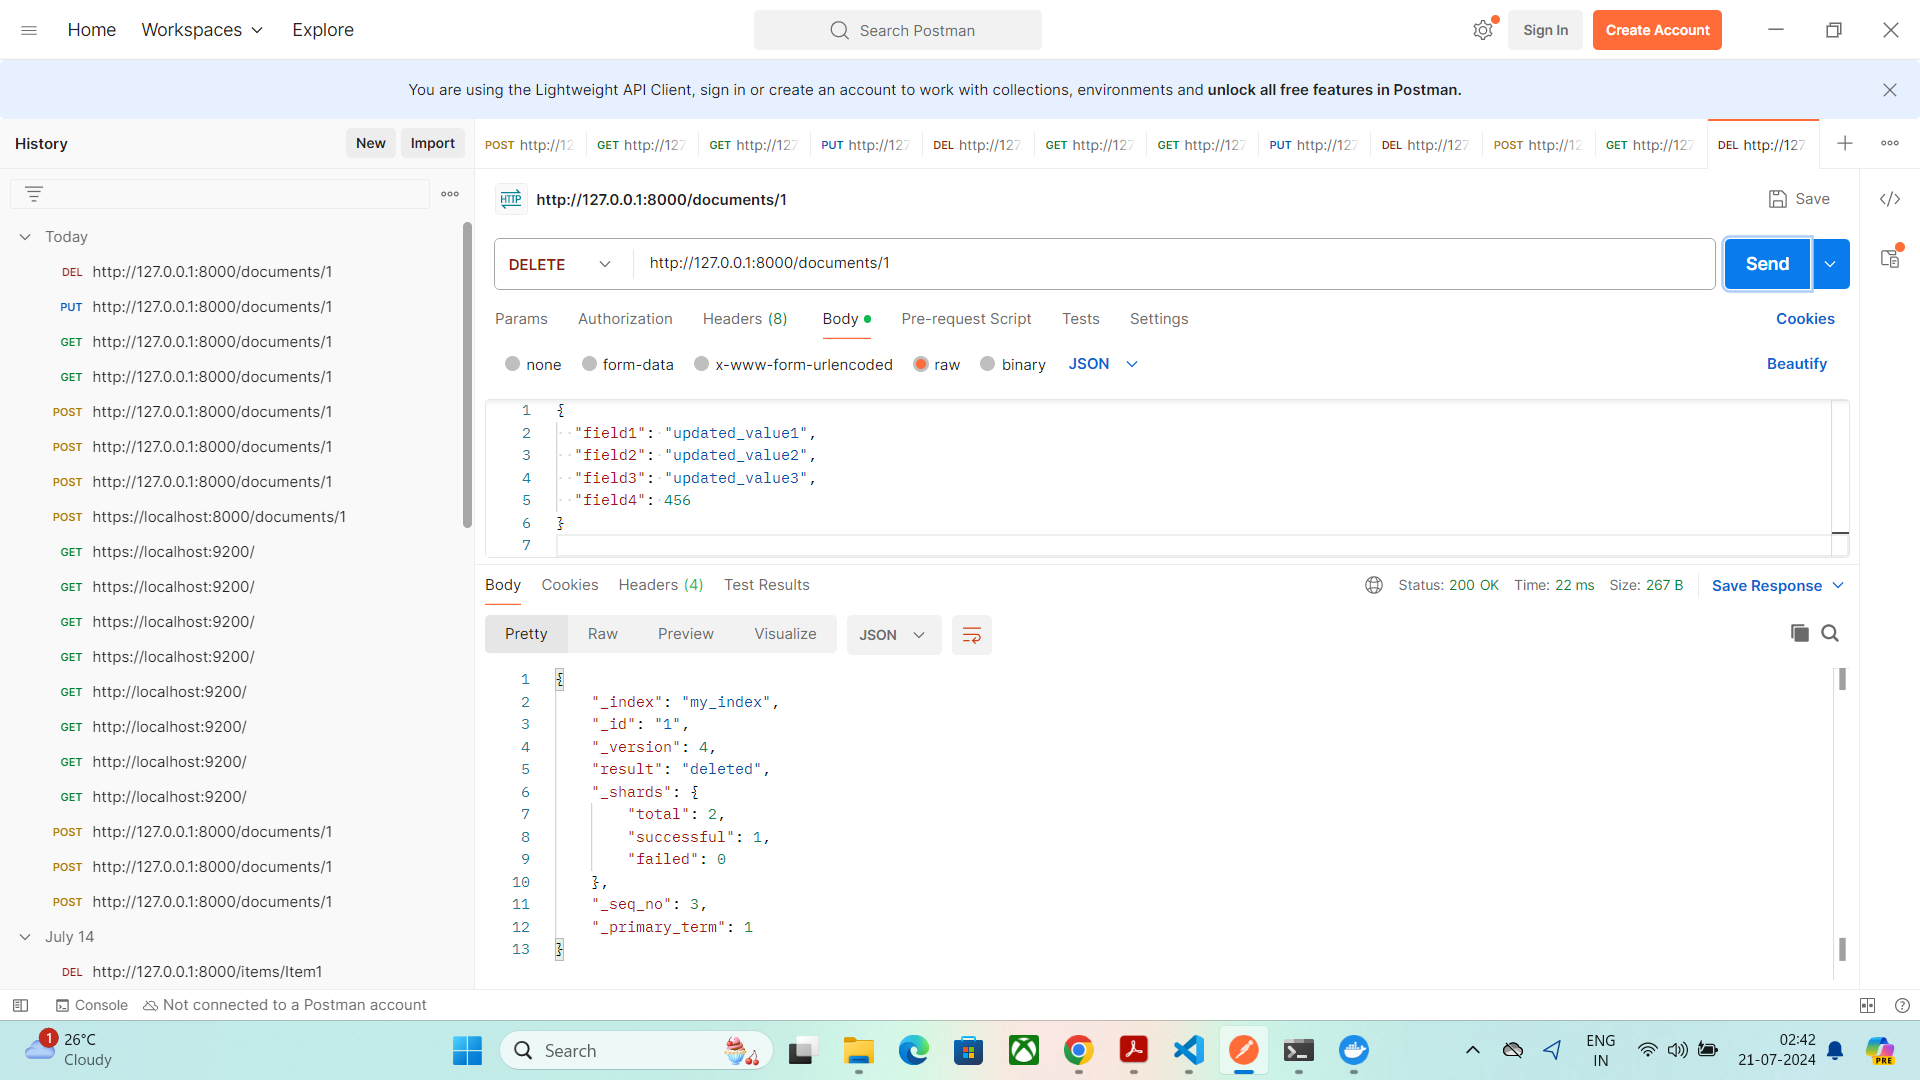 Home Workspaces Explore Search Postman Sign In Create Account
You are using the Lightweight API Client, sign in or create an account to work with collections, environments and unlock all free features in Postman.
History New Import
POST http://12 GET http://127 GET http://127 PUT http://127 DEL http://127. GET http://127 GET http://127 PUT http://127 DEL http://127 POST http://12 GET http://127 DEL http://127
HTTP http://127.0.0.1:8000/documents/1 Save
Today
DEL http://127.0.0.1:8000/documents/1
PUT http://127.0.0.1:8000/documents/1
GET http://127.0.0.1:8000/documents/1
GET http://127.0.0.1:8000/documents/1
POST http://127.0.0.1:8000/documents/1
POST http://127.0.0.1:8000/documents/1
POST http://127.0.0.1:8000/documents/1
POST https://localhost:8000/documents/1
GET https://localhost:9200/
GET https://localhost:9200/
GET https://localhost:9200/
GET https://localhost:9200/
GET http://localhost:9200/
GET http://localhost:9200/
GET http://localhost:9200/
GET http://localhost:9200/
POST http://127.0.0.1:8000/documents/1
POST http://127.0.0.1:8000/documents/1
POST http://127.0.0.1:8000/documents/1
July 14
DEL http://127.0.0.1:8000/items/Item1
DELETE http://127.0.0.1:8000/documents/1 Send
Params Authorization Headers (8) Body Pre-request Script Tests Settings Cookies
none form-data x-www-form-urlencoded raw binary JSON Beautify
1 {
2 "field1": "updated_value1",
3 "field2": "updated_value2",
4 "field3": "updated_value3",
5 "field4": 456
6 }
7
Body Cookies Headers (4) Test Results Status: 200 OK Time: 22 ms Size: 267 B Save Response
Pretty Raw Preview Visualize JSON
1 {
2 "_index": "my_index",
3 "_id": "1",
4 "_version": 4,
5 "result": "deleted",
6 "_shards": {
7 "total": 2,
8 "successful": 1,
9 "failed": 0
10 },
11 "_seq_no": 3,
12 "_primary_term": 1
13 }
Console Not connected to a Postman account
1 26°C
Cloudy
Search
ENG
IN
02:42
21-07-2024
PRE